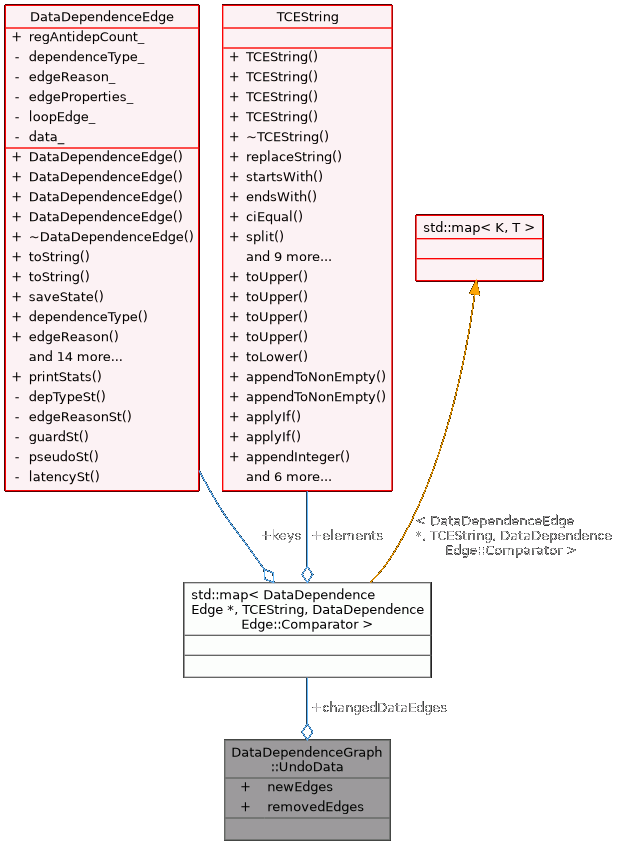 DataDependenceEdge
+ regAntidepCount_
- dependenceType_
- edgeReason_
- edgeProperties_
- loopEdge_
- data_
+ DataDependenceEdge()
+ DataDependenceEdge()
+ DataDependenceEdge()
+ DataDependenceEdge()
+ ~DataDependenceEdge()
+ toString()
+ toString()
+ saveState()
+ dependenceType()
+ edgeReason()
and 14 more...
+ printStats()
- depTypeSt()
- edgeReasonSt()
- guardSt()
- pseudoSt()
- latencySt()
TCEString
+ TCEString()
+ TCEString()
+ TCEString()
+ TCEString()
+ ~TCEString()
+ replaceString()
+ startsWith()
+ endsWith()
+ ciEqual()
+ split()
and 9 more...
+ toUpper()
+ toUpper()
+ toUpper()
+ toUpper()
+ toLower()
+ appendToNonEmpty()
+ appendToNonEmpty()
+ applyIf()
+ applyIf()
+ appendInteger()
and 6 more...
std::map< K, T >
+keys
+elements
< DataDependenceEdge
*, TCEString, DataDependence
Edge::Comparator >
std::map< DataDependence
Edge *, TCEString, DataDependence
Edge::Comparator >
+changedDataEdges
DataDependenceGraph
::UndoData
+ newEdges
+ removedEdges